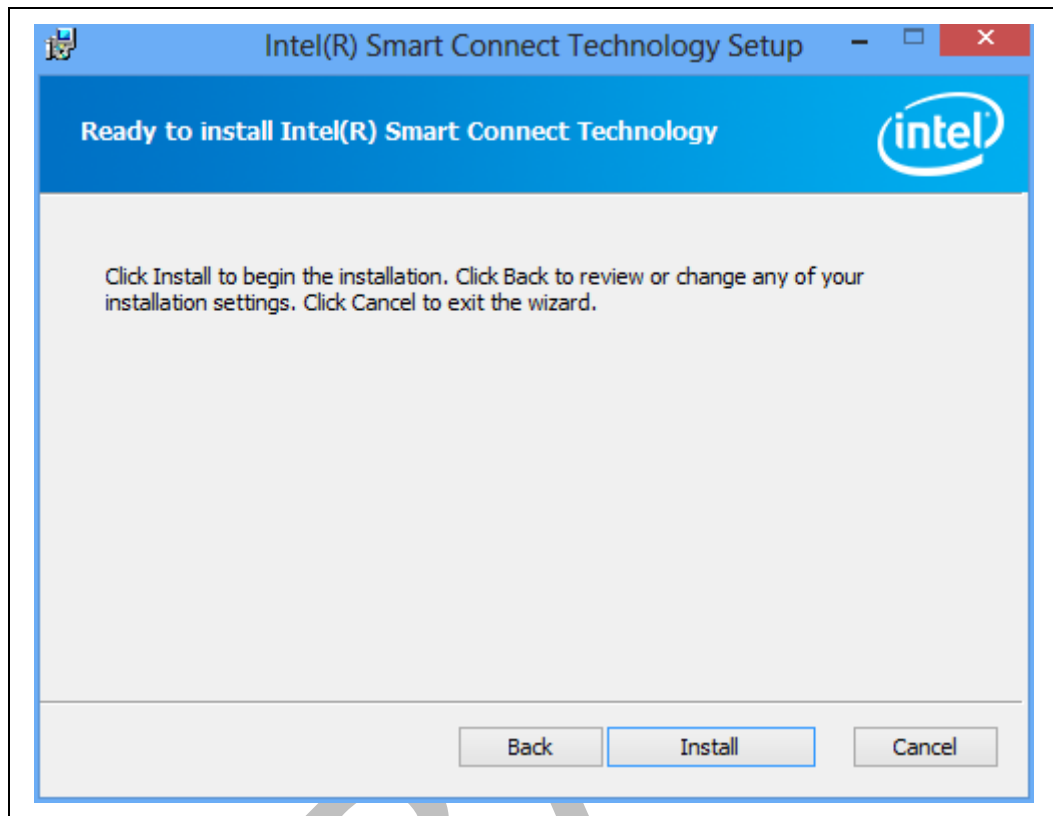 Intel(R) Smart Connect Technology Setup
Ready to install Intel(R) Smart Connect Technology
intel
Click Install to begin the installation. Click Back to review or change any of your
installation settings. Click Cancel to exit the wizard.
Back Install Cancel